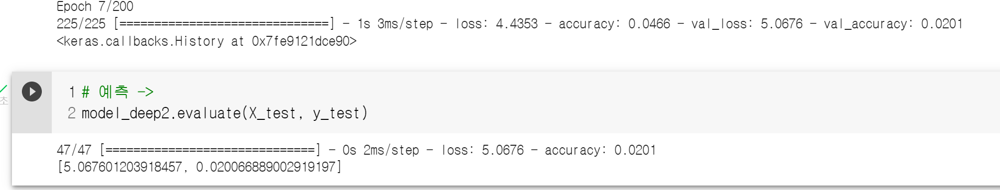 Epoch 7/200
225/225 [==============================] - 1s 3ms/step - loss: 4.4353 - accuracy: 0.0466 - val_loss: 5.0676 - val_accuracy: 0.0201
<keras.callbacks.History at 0x7fe9121dce90>
초
1 # 예측 ->
2 model_deep2.evaluate(X_test, y_test)
47/47 [==============================] - 0s 2ms/step - loss: 5.0676 - accuracy: 0.0201
[5.067601203918457, 0.020066889002919197]